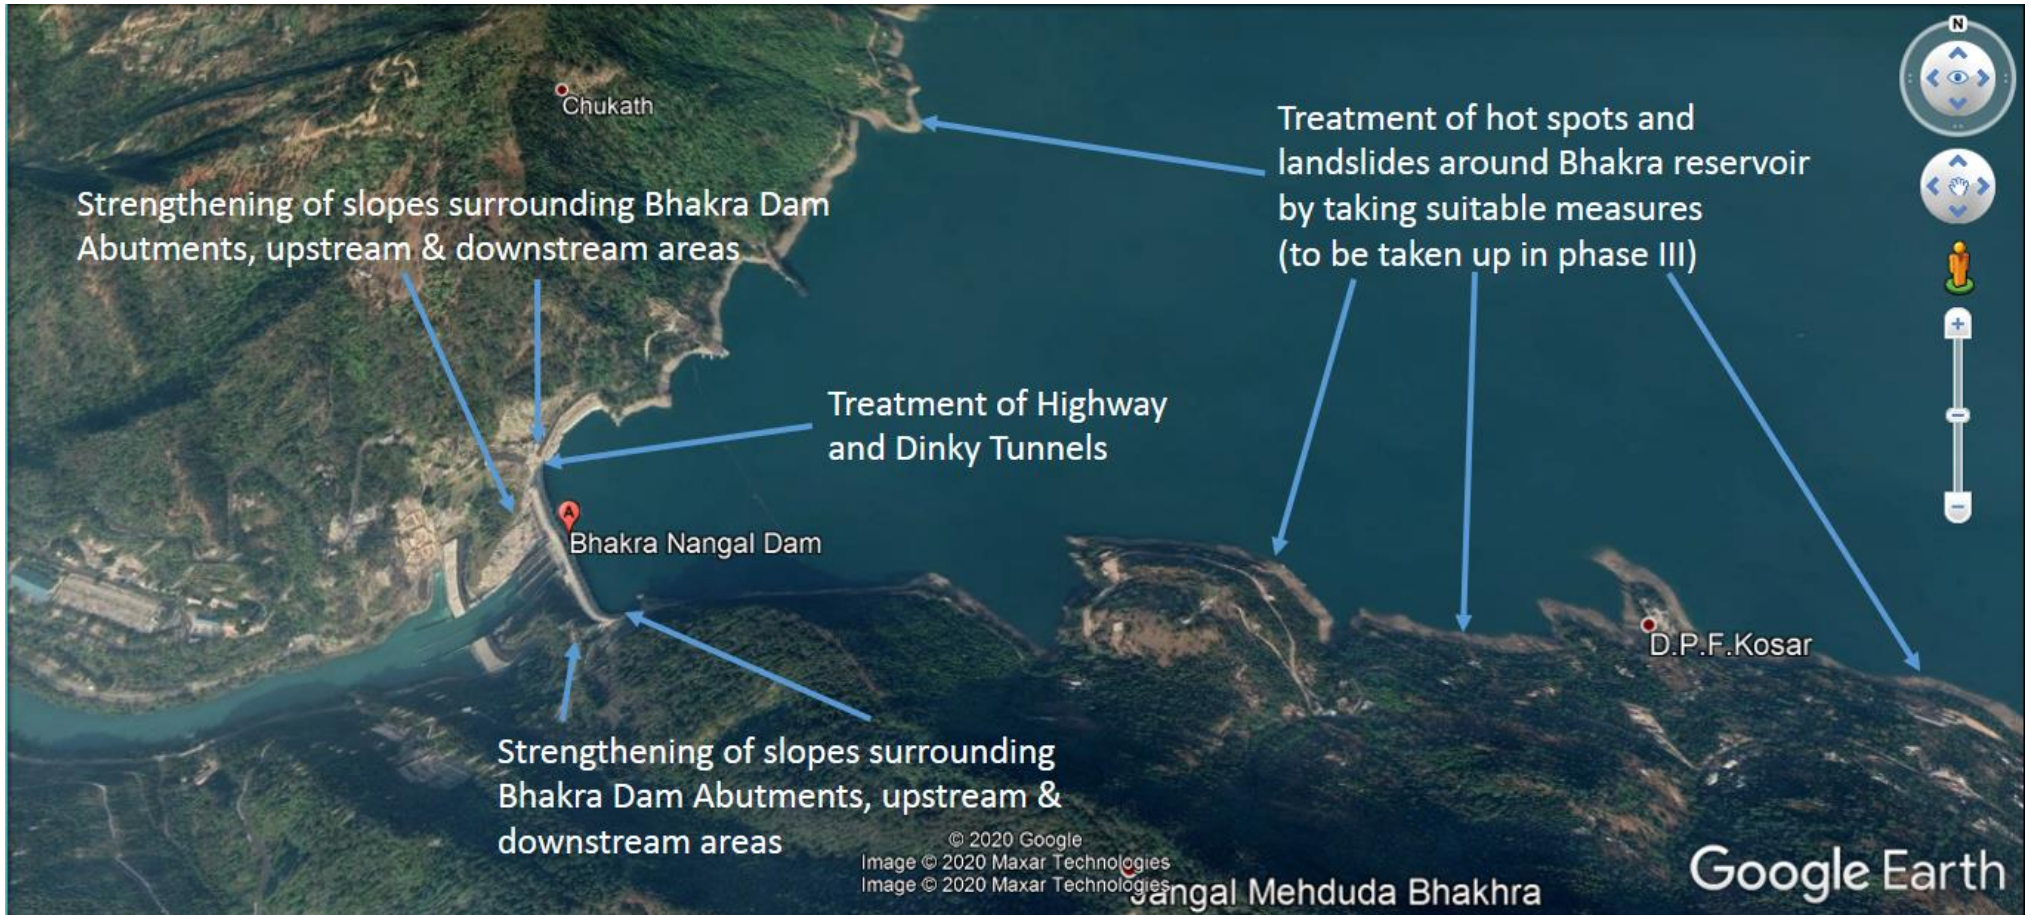 N
Chukath
Strengthening of slopes surrounding Bhakra Dam
Abutments, upstream & downstream areas
Treatment of hot spots and
landslides around Bhakra reservoir
by taking suitable measures
(to be taken up in phase III)
Treatment of Highway
and Dinky Tunnels
A
Bhakra Nangal Dam
D.P.F.Kosar
Strengthening of slopes surrounding
Bhakra Dam Abutments, upstream &
downstream areas
© 2020 Google
Image © 2020 Maxar Technologies
Image © 2020 Maxar Technologies
Jangal Mehduda Bhakhra
Google Earth